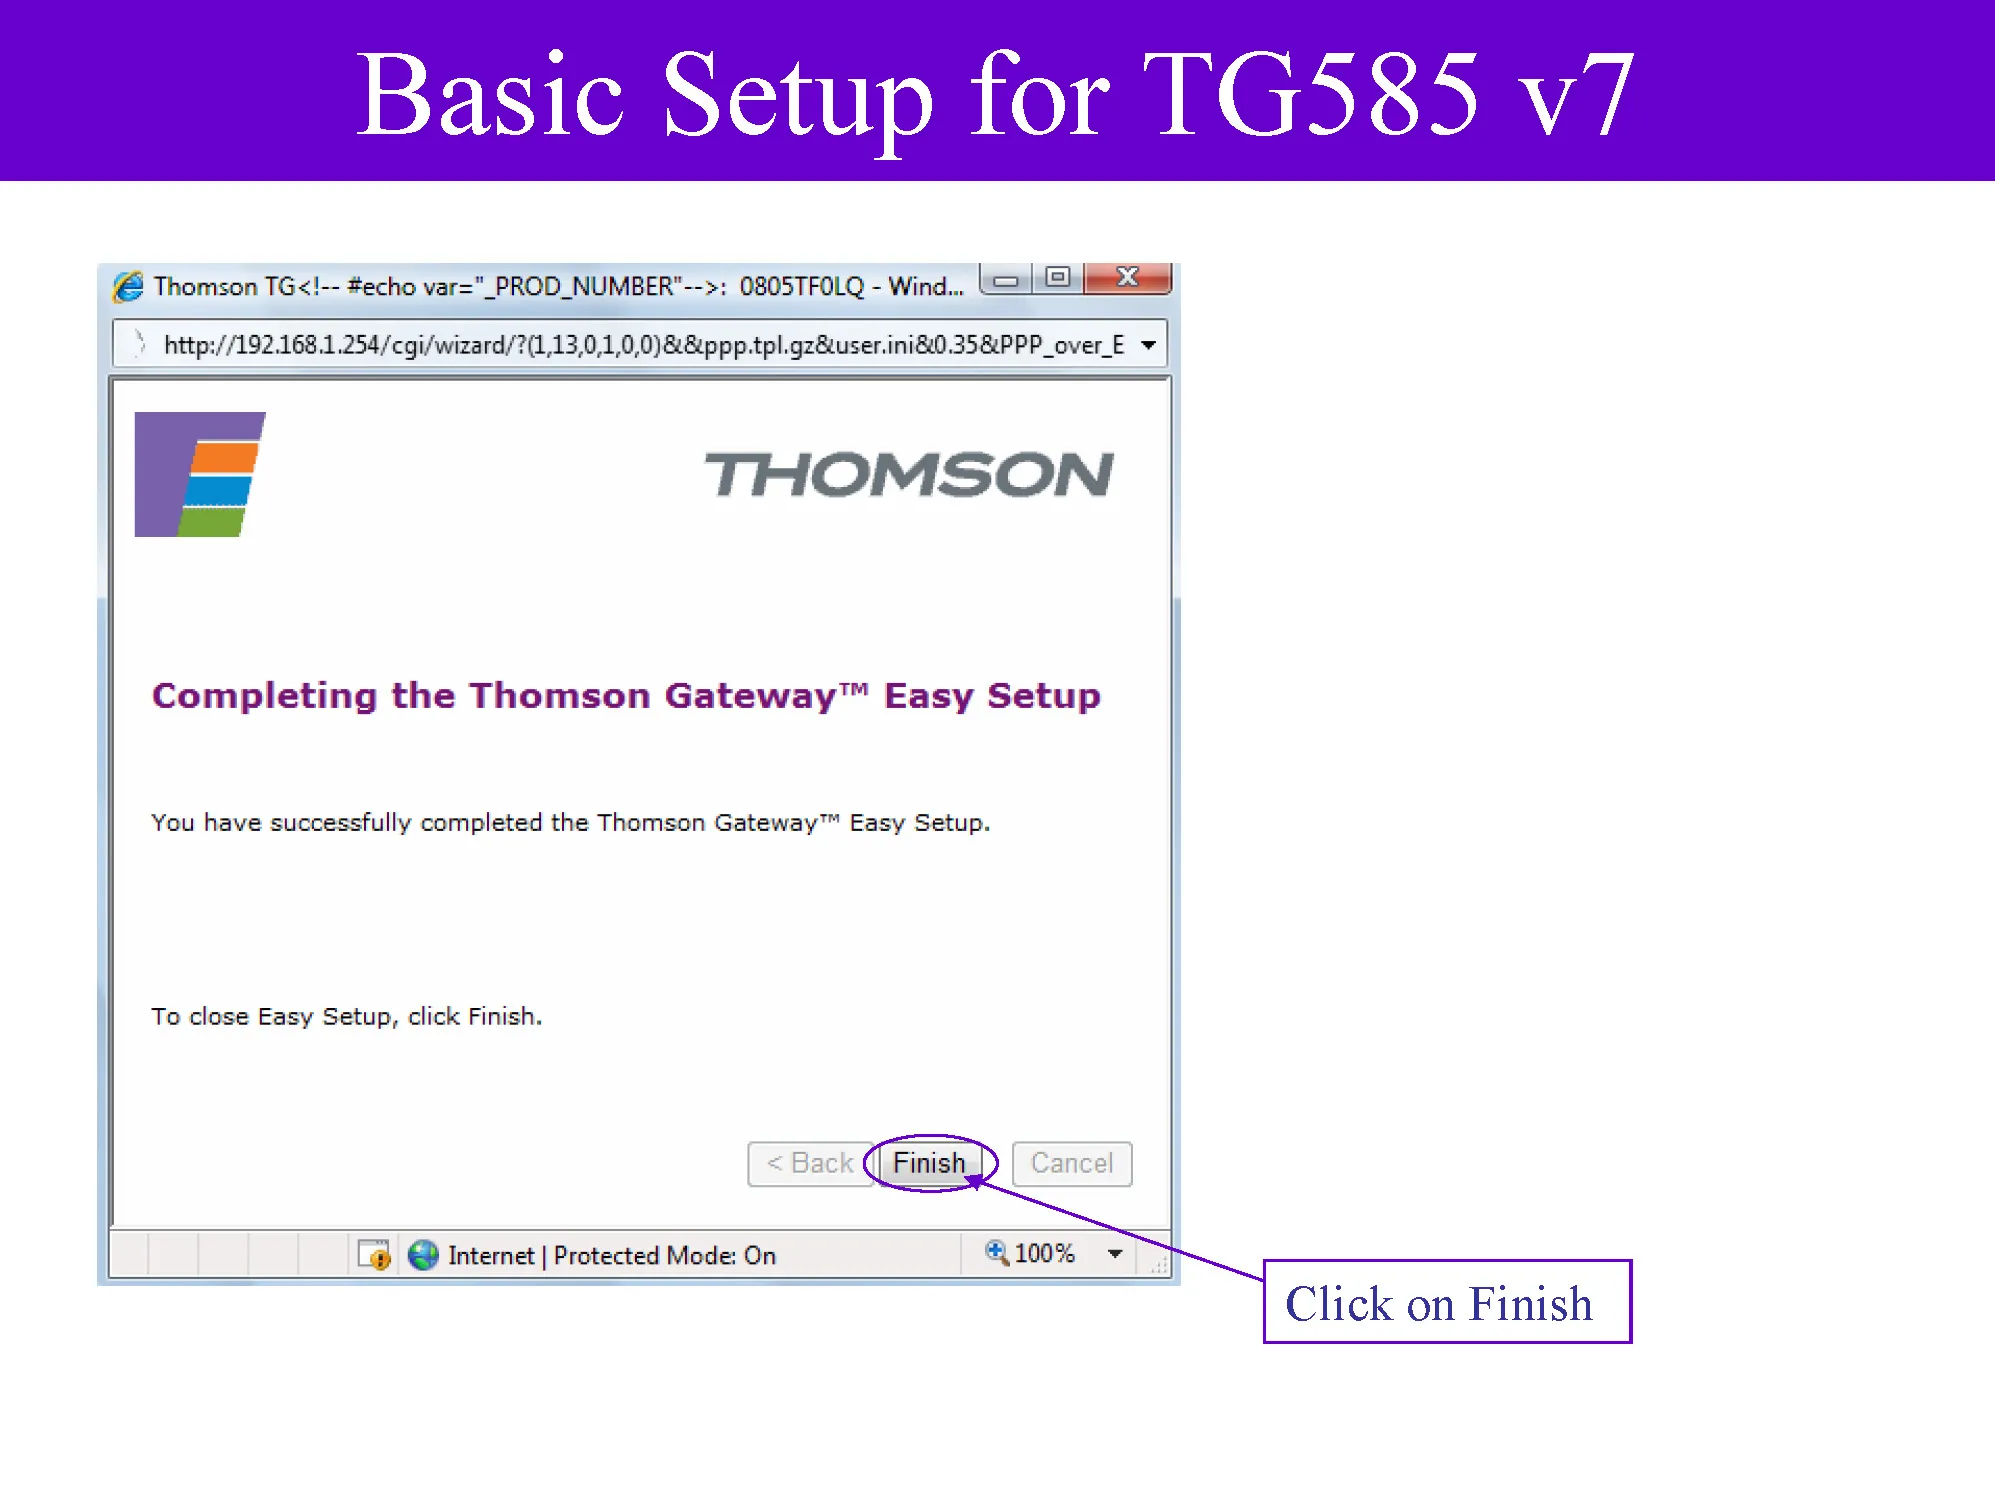 Basic Setup for TG585 v7
Thomson TG<!-- #echo var="_PROD_NUMBER"-->: 0805TF0LQ - Wind...
http://192.168.1.254/cgi/wizard/?(1,13,0,1,0,0)&&ppp.tpl.gz&user.ini&0.35&PPP_over_E
THOMSON
Completing the Thomson Gateway™ Easy Setup
You have successfully completed the Thomson Gateway™ Easy Setup.
To close Easy Setup, click Finish.
< Back Finish Cancel
Internet | Protected Mode: On 100%
Click on Finish